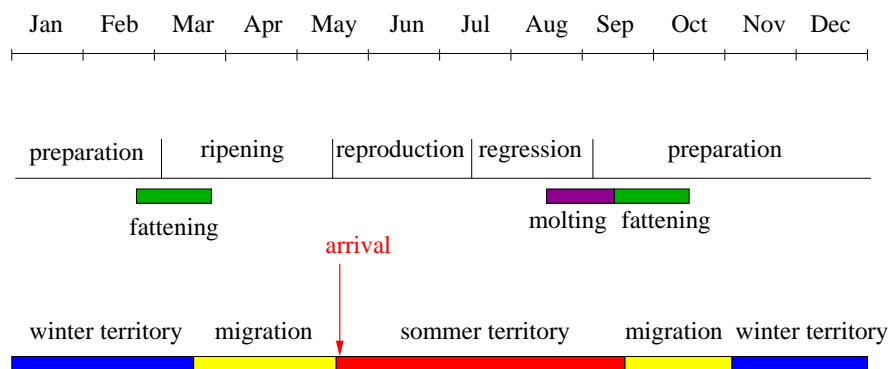 Jan Feb Mar Apr May Jun Jul Aug Sep Oct Nov Dec
preparation ripening reproduction regression preparation
fattening molting fattening
arrival
winter territory migration sommer territory migration winter territory